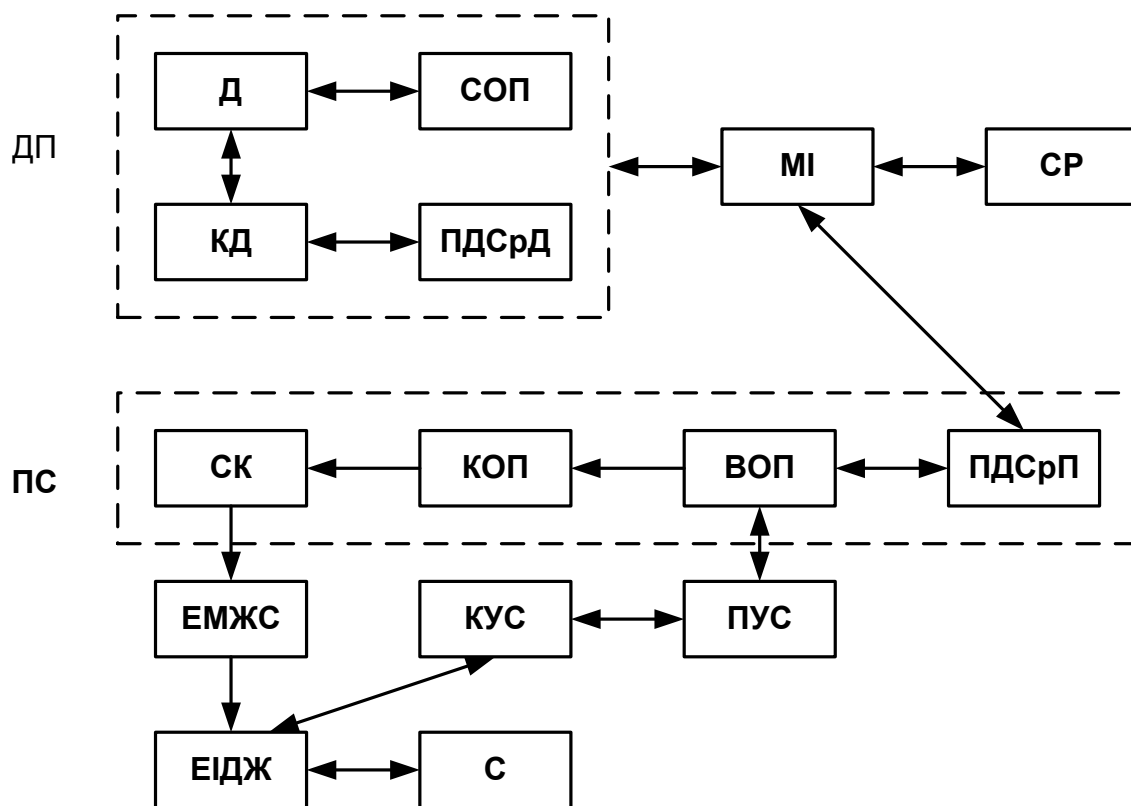 Д
СОП
ДП
МІ
СР
КД
ПДСрД
ПС
СК
КОП
ВОП
ПДСрП
ЕМЖС
КУС
ПУС
ЕІДЖ
С